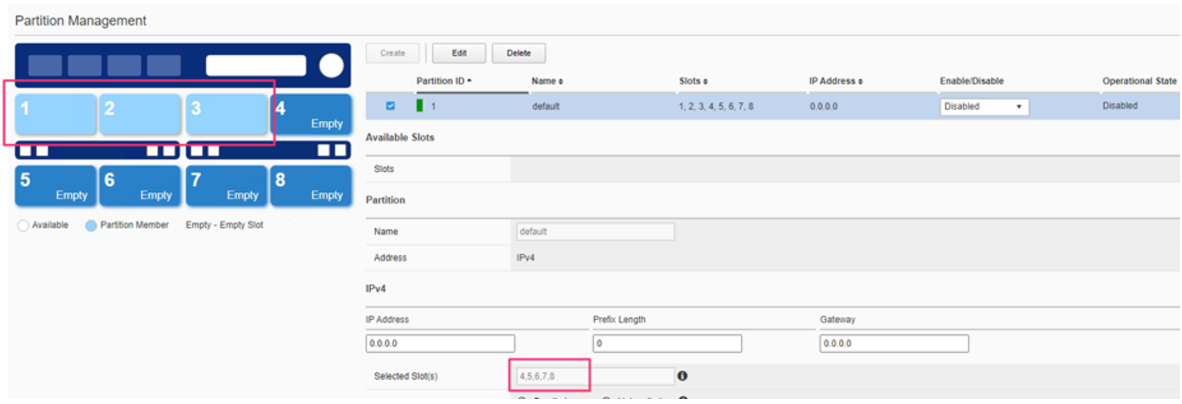 Partition Management
Create Edit Delete
Partition ID Name Slots IP Address Enable/Disable Operational State
1 default 1, 2, 3, 4, 5, 6, 7, 8 0.0.0.0 Disabled Disabled
1 2 3 4 Empty
5 Empty 6 Empty 7 Empty 8 Empty
Available Partition Member Empty - Empty Slot
Available Slots
Slots
Partition
Name default
Address IPv4
IPv4
IP Address Prefix Length Gateway
0.0.0.0 0 0.0.0.0
Selected Slot(s) 4,5,6,7,8